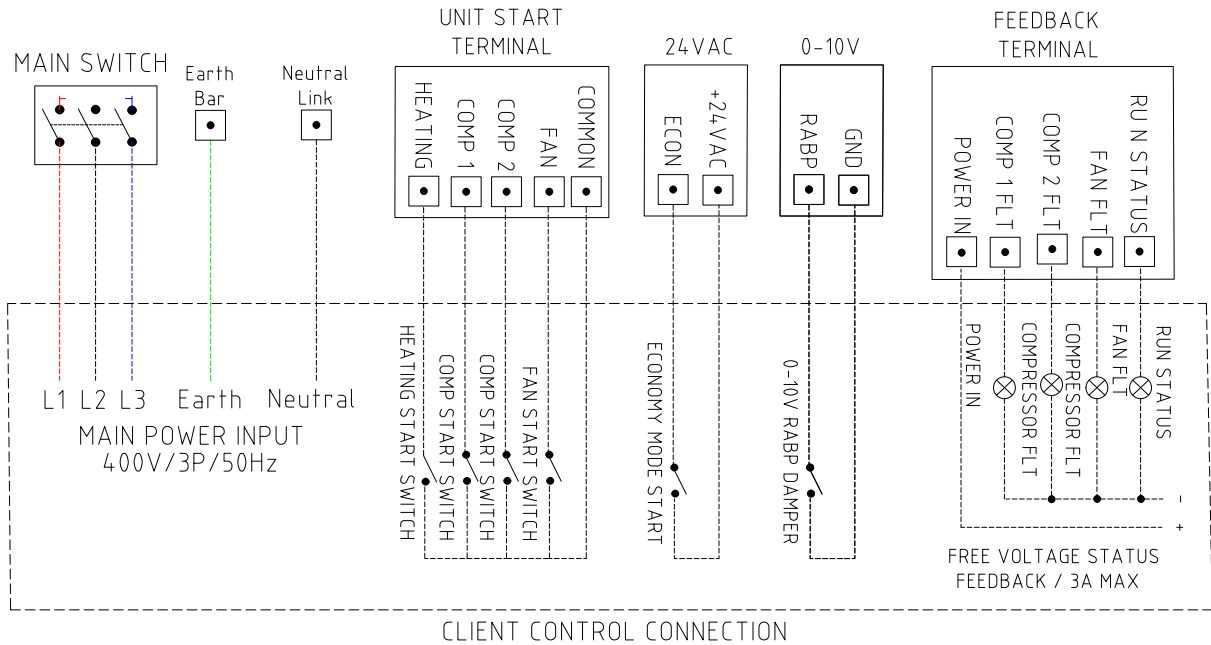 MAIN SWITCH
Earth
Bar
Neutral
Link
UNIT START
TERMINAL
HEATING
COMP 1
COMP 2
FAN
COMMON
24VAC
ECON
+24VAC
0-10V
RABP
GND
FEEDBACK
TERMINAL
POWER IN
COMP 1 FLT
COMP 2 FLT
FAN FLT
RU N STATUS
L1 L2 L3
Earth
Neutral
MAIN POWER INPUT
400V/3P/50Hz
HEATING START SWITCH
COMP START SWITCH
COMP START SWITCH
FAN START SWITCH
ECONOMY MODE START
0-10V RABP DAMPER
POWER IN
COMPRESSOR FLT
COMPRESSOR FLT
FAN FLT
RUN STATUS
-
+
FREE VOLTAGE STATUS
FEEDBACK / 3A MAX
CLIENT CONTROL CONNECTION